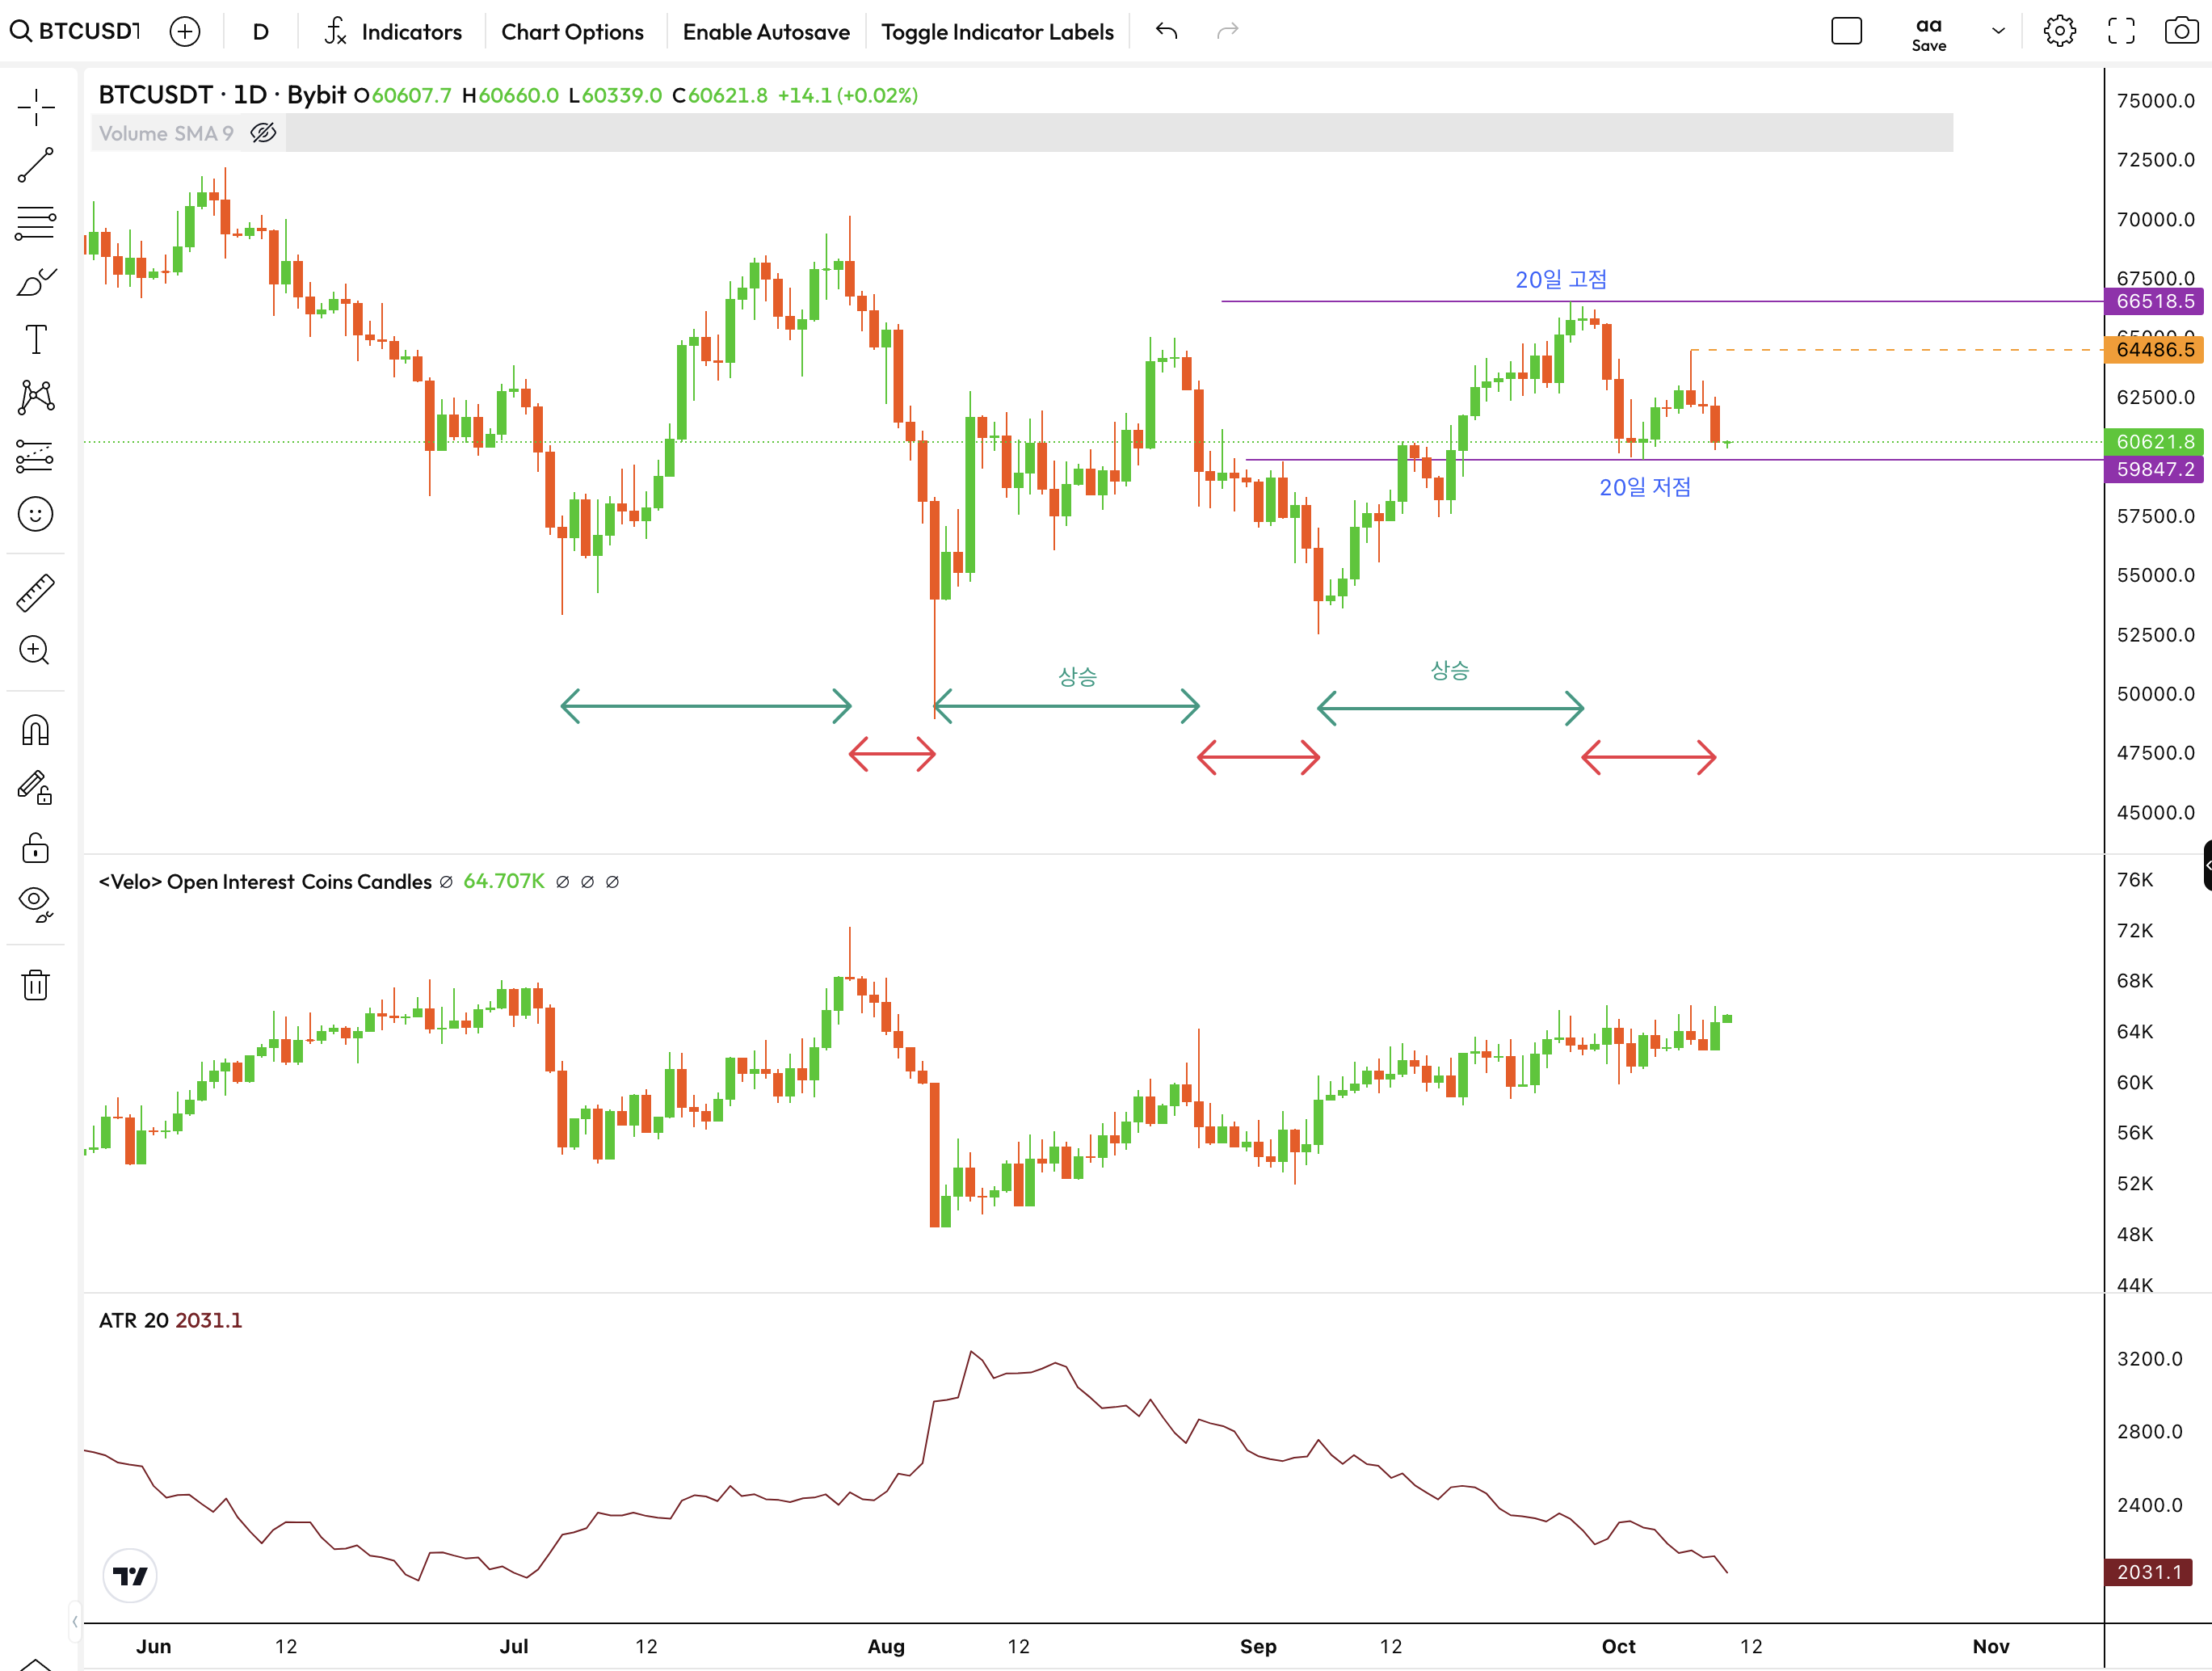 BTCUSDT D Indicators Chart Options Enable Autosave Toggle Indicator Labels aa
Save
BTCUSDT · 1D · Bybit O60607.7 H60660.0 L60339.0 C60621.8 +14.1 (+0.02%)
Volume SMA 9
75000.0
72500.0
70000.0
67500.0
20일 고점
66518.5
65000.0
64486.5
62500.0
60621.8
59847.2
20일 저점
57500.0
55000.0
52500.0
상승
상승
50000.0
47500.0
45000.0
<Velo> Open Interest Coins Candles ∅ 64.707K ∅ ∅ ∅
76K
72K
68K
64K
60K
56K
52K
48K
44K
ATR 20 2031.1
3200.0
2800.0
2400.0
2031.1
Jun 12 Jul 12 Aug 12 Sep 12 Oct 12 Nov